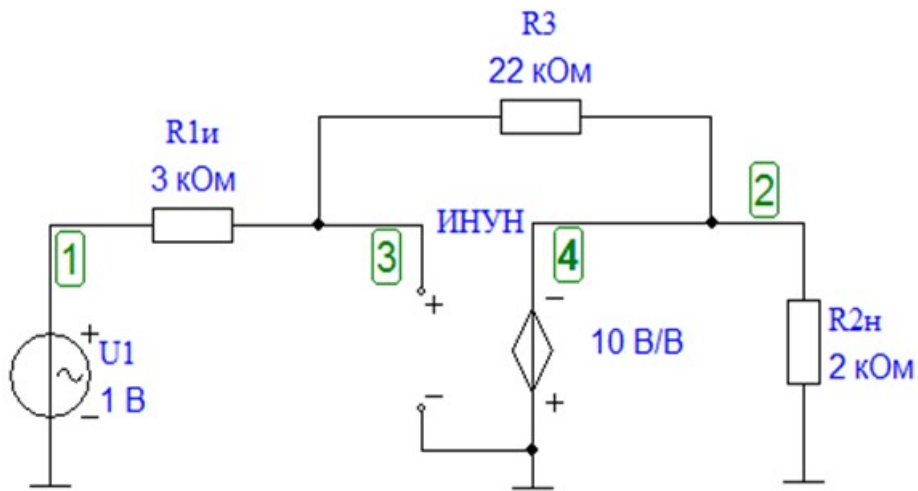 R3
22 кОм
R1и
3 кОм
ИНУН
1
3
4
2
+
-
+
U1
1 В
-
-
+
10 В/В
R2н
2 кОм